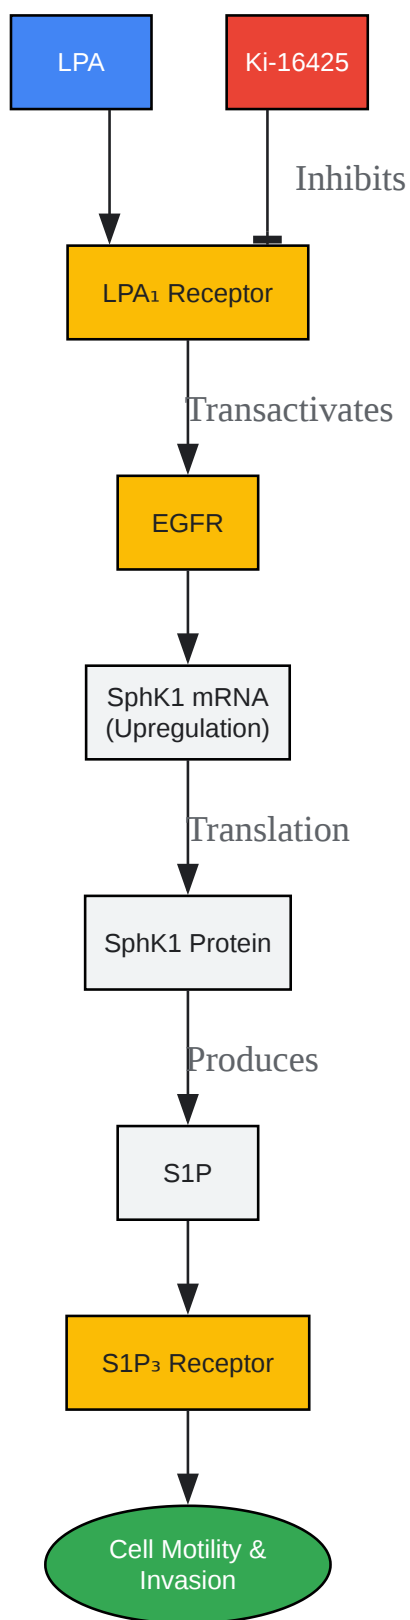 LPA
Ki-16425
Inhibits
LPA₁ Receptor
Transactivates
EGFR
SphK1 mRNA
(Upregulation)
Translation
SphK1 Protein
Produces
S1P
S1P₃ Receptor
Cell Motility &
Invasion